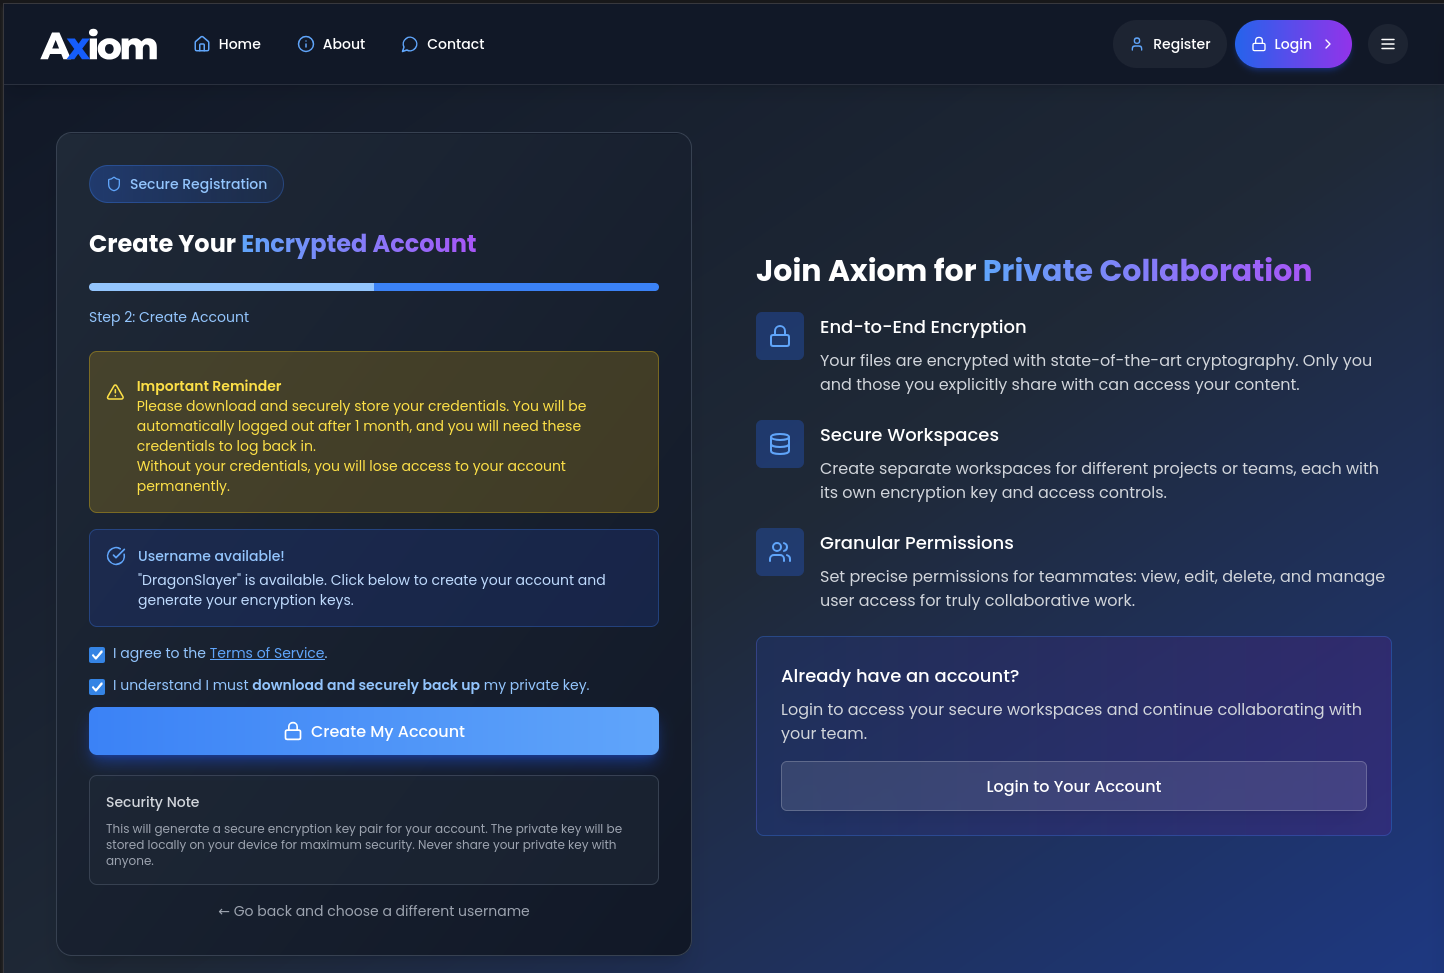 Axiom
Home
About
Contact
Register
Login
Secure Registration
Create Your Encrypted Account
Step 2: Create Account
Important Reminder
Please download and securely store your credentials. You will be
automatically logged out after 1 month, and you will need these
credentials to log back in.
Without your credentials, you will lose access to your account
permanently.
Username available!
"DragonSlayer" is available. Click below to create your account and
generate your encryption keys.
I agree to the Terms of Service.
I understand I must download and securely back up my private key.
Create My Account
Security Note
This will generate a secure encryption key pair for your account. The private key will be
stored locally on your device for maximum security. Never share your private key with
anyone.
← Go back and choose a different username
Join Axiom for Private Collaboration
End-to-End Encryption
Your files are encrypted with state-of-the-art cryptography. Only you
and those you explicitly share with can access your content.
Secure Workspaces
Create separate workspaces for different projects or teams, each with
its own encryption key and access controls.
Granular Permissions
Set precise permissions for teammates: view, edit, delete, and manage
user access for truly collaborative work.
Already have an account?
Login to access your secure workspaces and continue collaborating with
your team.
Login to Your Account